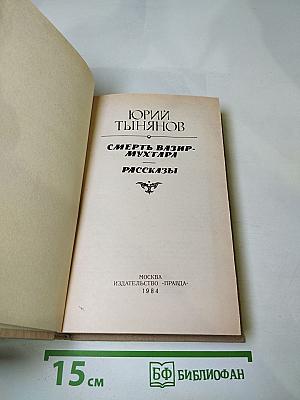 ЮРИЙ
ТЫНЯНОВ
СМЕРТЬ ВАЗИР-
МУХТАРА
РАССКАЗЫ
МОСКВА
ИЗДАТЕЛЬСТВО «ПРАВДА»
1984
15 см
БФ БИБЛИОФАН